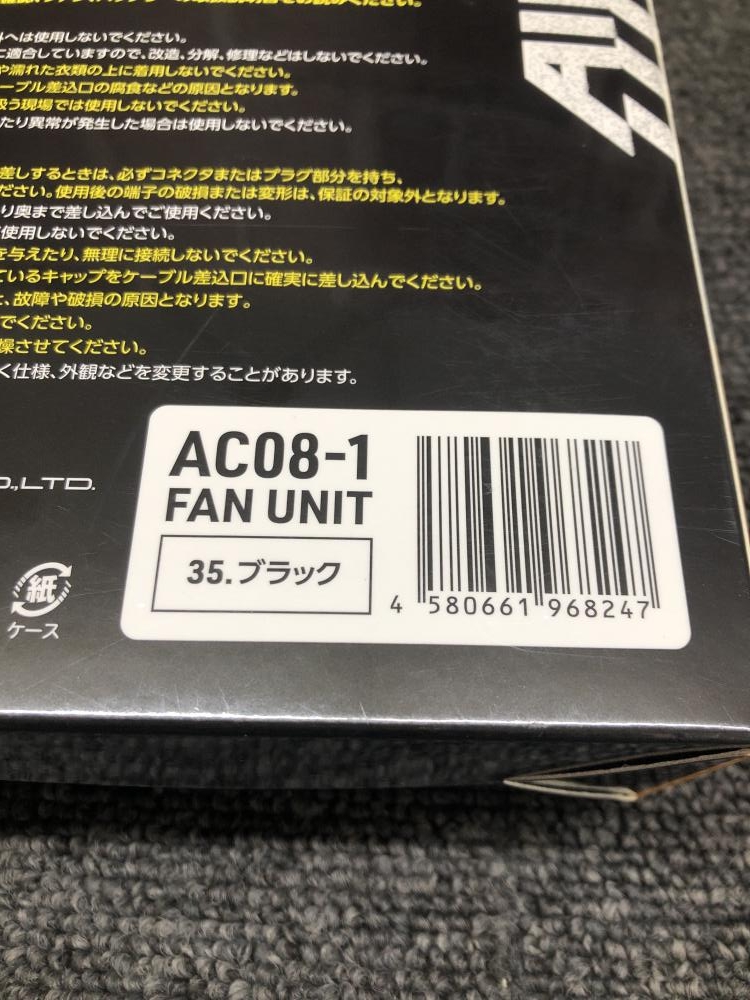 へは使用しないでください。
に適合していますので、改造、分解、修理などはしないでください。
や濡れた衣類の上に着用しないでください。
ーブル差込口の腐食などの原因となります。
扱う現場では使用しないでください。
たり異常が発生した場合は使用しないでください。
差しするときは、必ずコネクタまたはプラグ部分を持ち、
ださい。使用後の端子の破損または変形は、保証の対象外となります。
り奥まで差し込んでご使用ください。
使用しないでください。
を与えたり、無理に接続しないでください。
ているキャップをケーブル差込口に確実に差し込んでください。
と、故障や破損の原因となります。
でください。
燥させてください。
く仕様、外観などを変更することがあります。
AC08-1
FAN UNIT
35.ブラック
4 580661 968247
O.,LTD.
紙
ケース